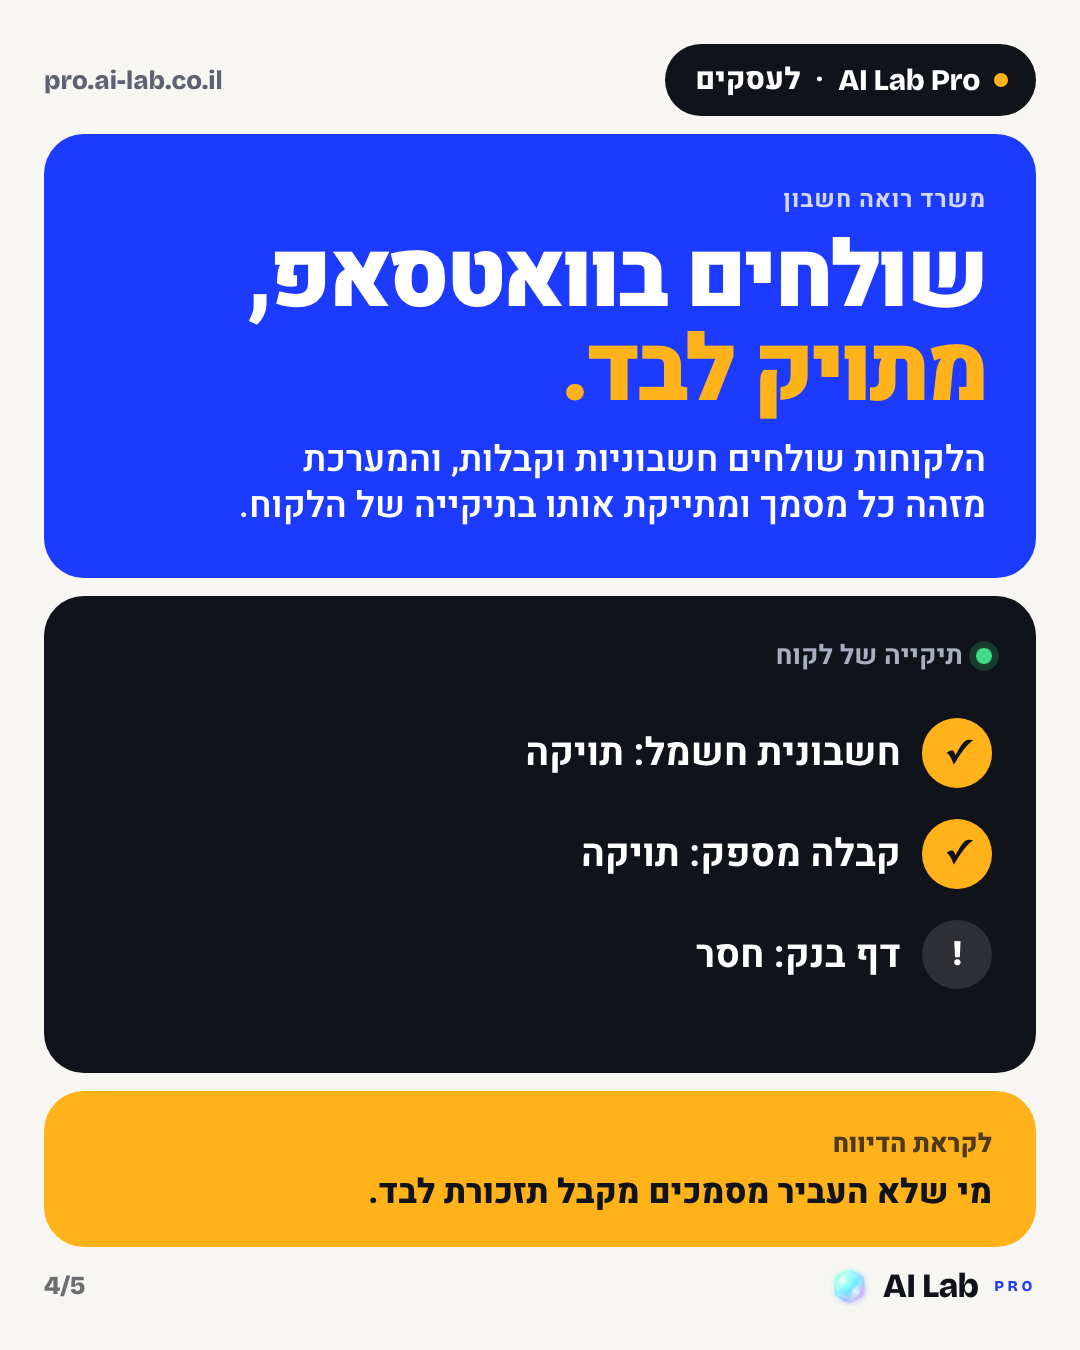 AI Lab Pro · לעסקים
pro.ai-lab.co.il
משרד רואה חשבון
שולחים בוואטסאפ,
מתויק לבד.
הלקוחות שולחים חשבוניות וקבלות, והמערכת
מזהה כל מסמך ומתייקת אותו בתיקייה של הלקוח.
תיקייה של לקוח
✓ חשבונית חשמל: תויקה
✓ קבלה מספק: תויקה
! דף בנק: חסר
לקראת הדיווח
מי שלא העביר מסמכים מקבל תזכורת לבד.
AI Lab PRO
4/5